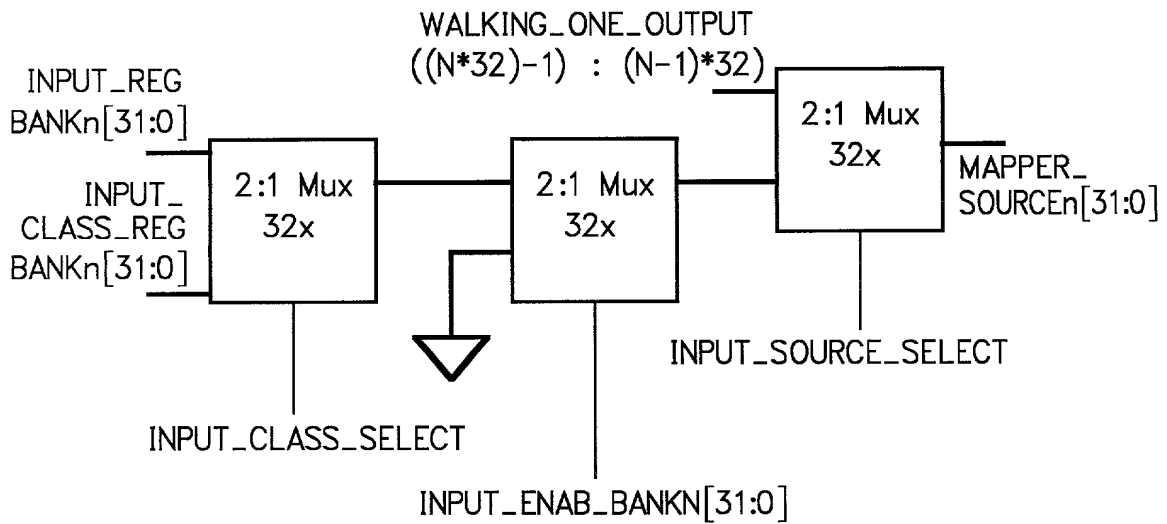 WALKING_ONE_OUTPUT
((N*32)-1) : (N-1)*32)
INPUT_REG
BANKn[31:0]
2:1 Mux
32x
MAPPER_
SOURCEn[31:0]
INPUT_
CLASS_REG
BANKn[31:0]
2:1 Mux
32x
2:1 Mux
32x
INPUT_SOURCE_SELECT
INPUT_CLASS_SELECT
INPUT_ENAB_BANKN[31:0]